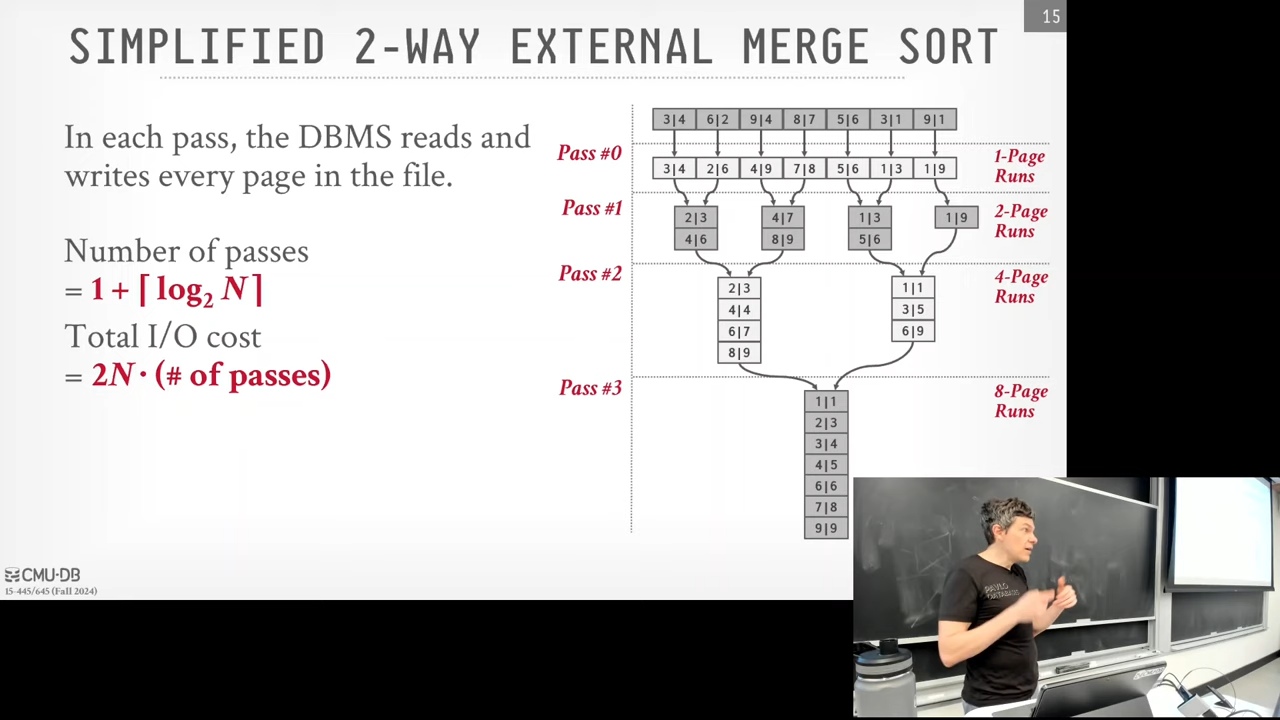 15
SIMPLIFIED 2-WAY EXTERNAL MERGE SORT
In each pass, the DBMS reads and
writes every page in the file.
Number of passes
= 1 + ⌈ log₂ N ⌉
Total I/O cost
= 2N · (# of passes)
3|4 6|2 9|4 8|7 5|6 3|1 9|1
Pass #0
3|4 2|6 4|9 7|8 5|6 1|3 1|9
1-Page
Runs
Pass #1
2|3 4|7 1|3 1|9
4|6 8|9 5|6
2-Page
Runs
Pass #2
2|3 1|1
4|4 3|5
6|7 6|9
8|9
4-Page
Runs
Pass #3
1|1
2|3
3|4
4|5
6|6
7|8
9|9
8-Page
Runs
CMU·DB
15-445/645 (Fall 2024)
PAVLO
DATABASE